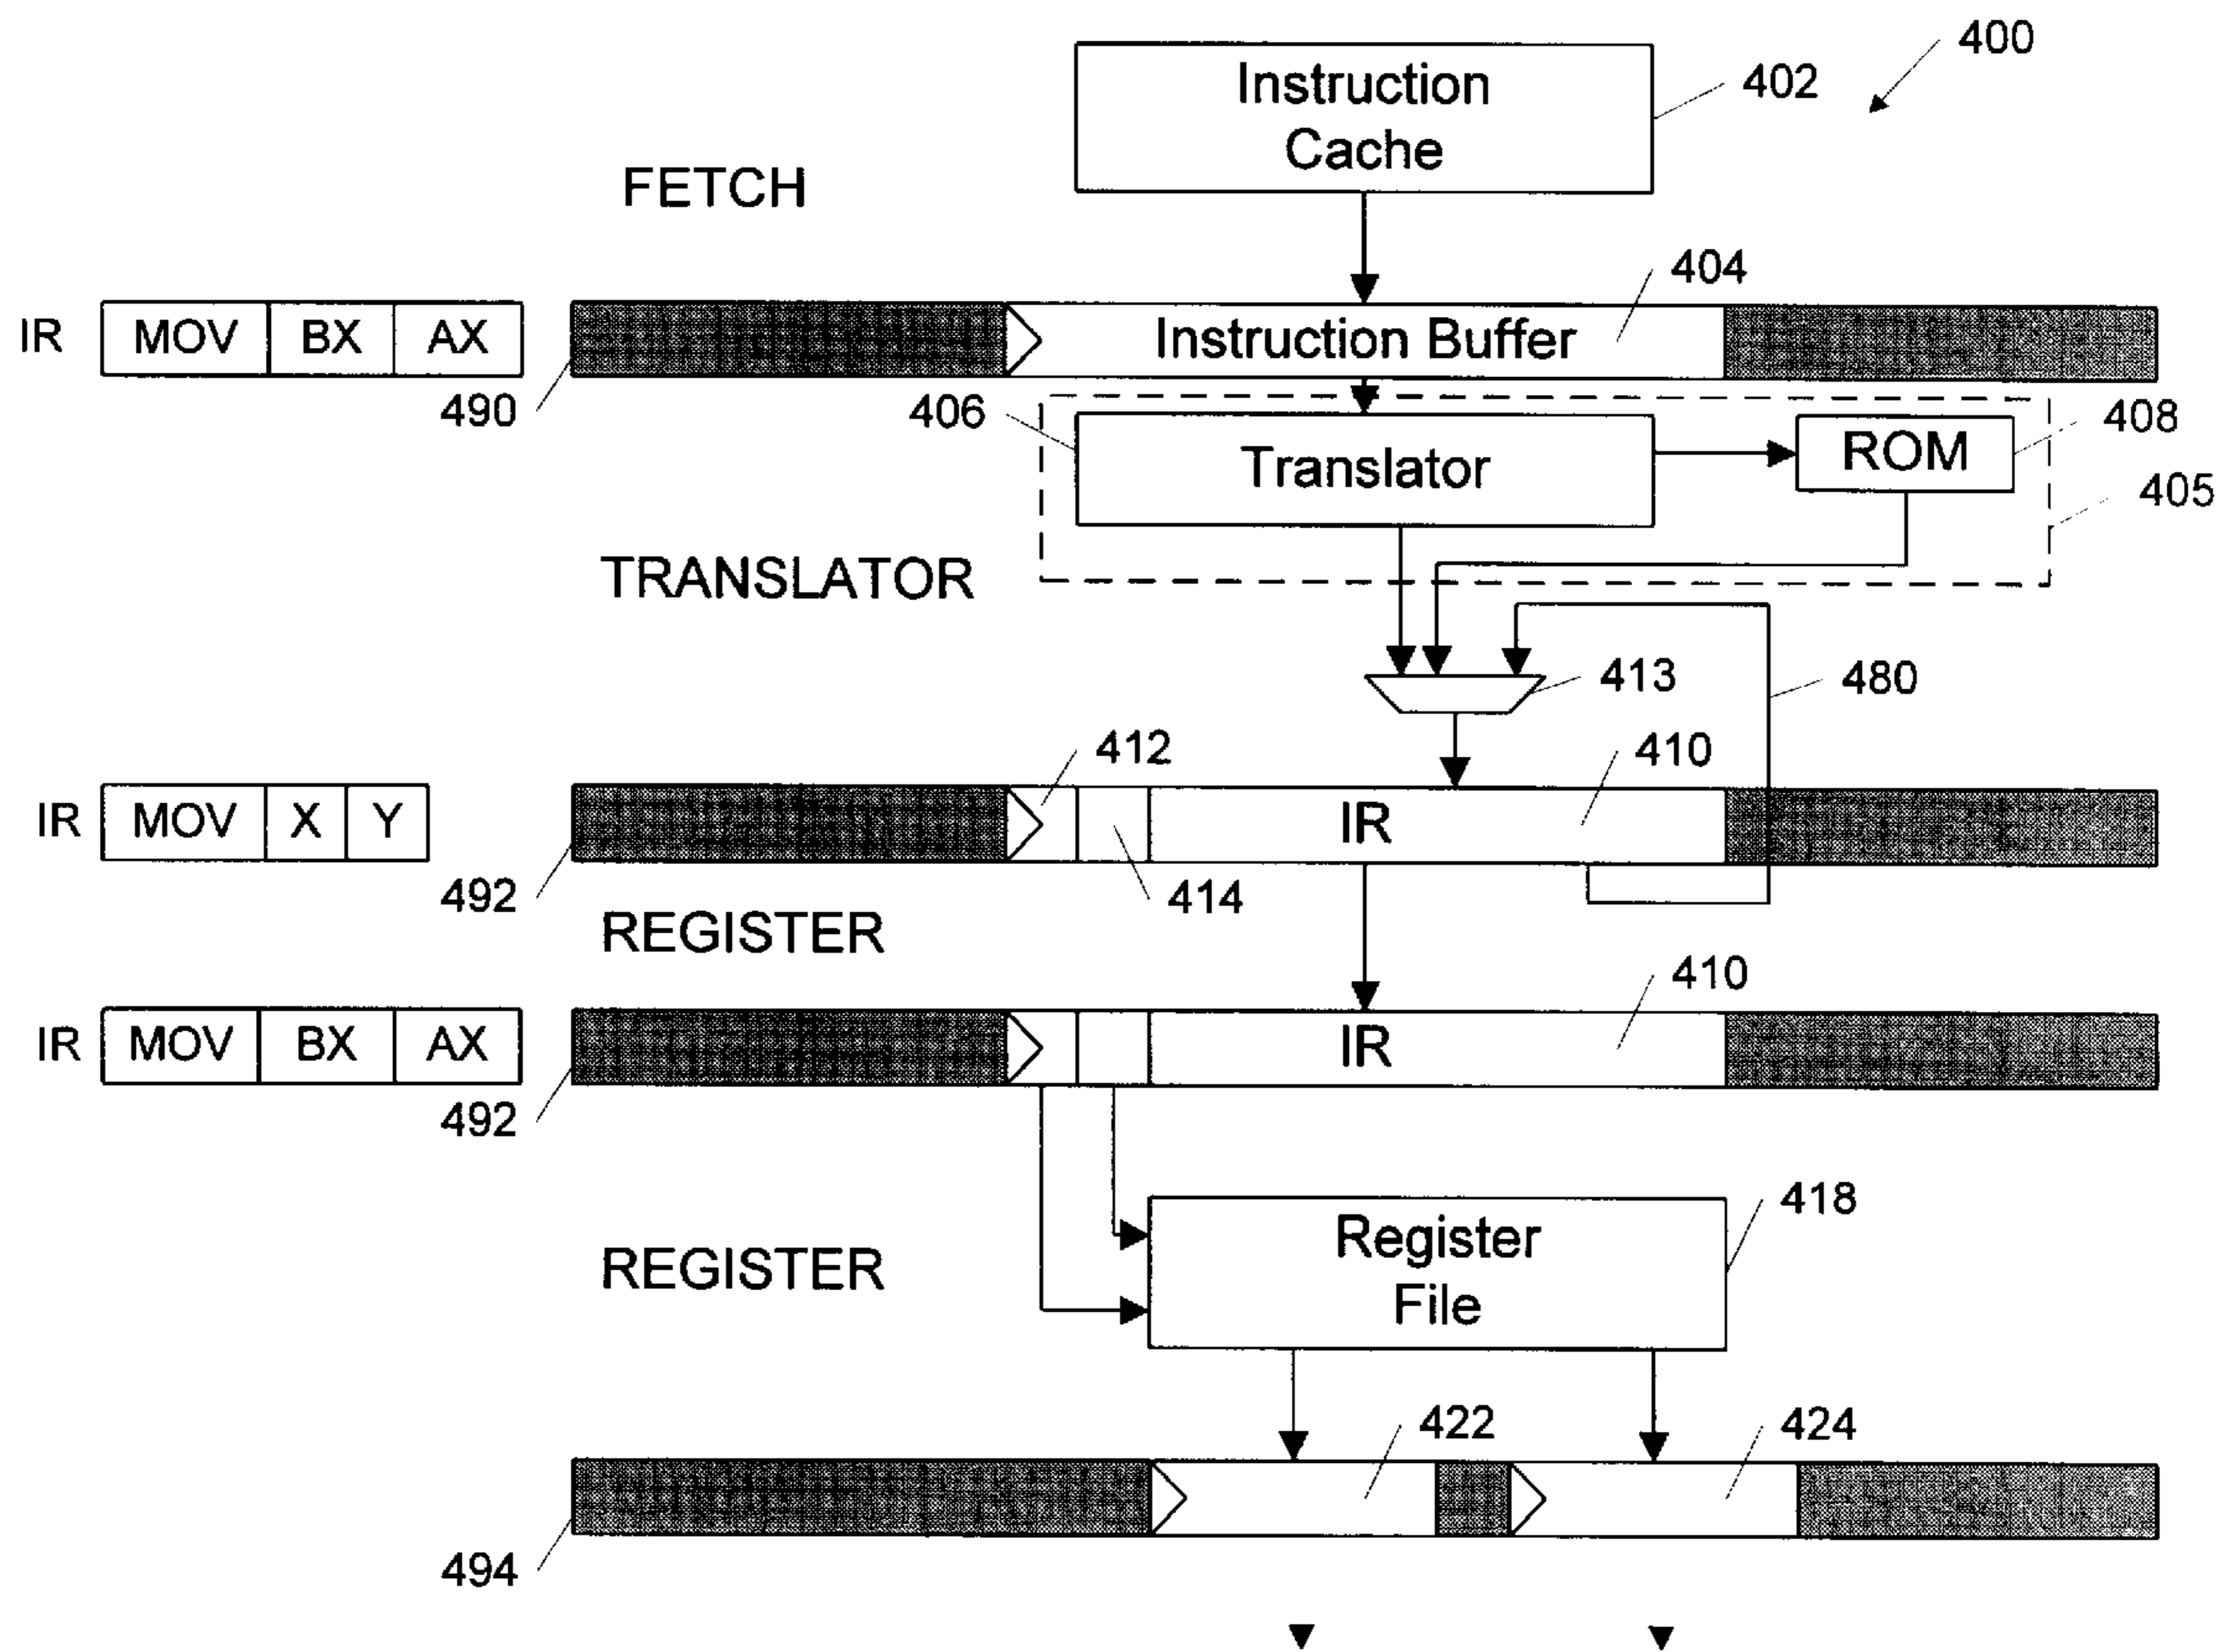 400
Instruction
Cache
402
FETCH
404
IR MOV BX AX
Instruction Buffer
490
406
408
Translator
ROM
405
TRANSLATOR
413
480
412
410
IR MOV X Y
IR
492
414
REGISTER
410
IR MOV BX AX
IR
492
418
Register
File
REGISTER
422
424
494